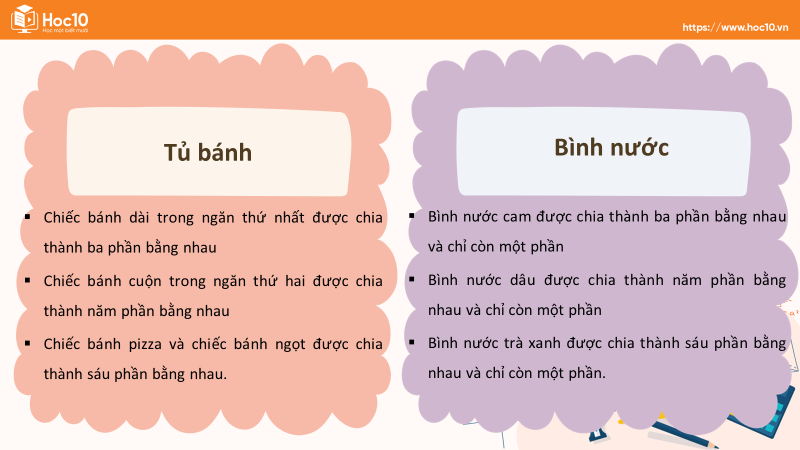 Hoc10
Học một biết mười
https://www.hoc10.vn
Tủ bánh
▪ Chiếc bánh dài trong ngăn thứ nhất được chia
thành ba phần bằng nhau
▪ Chiếc bánh cuộn trong ngăn thứ hai được chia
thành năm phần bằng nhau
▪ Chiếc bánh pizza và chiếc bánh ngọt được chia
thành sáu phần bằng nhau.
Bình nước
▪ Bình nước cam được chia thành ba phần bằng nhau
và chỉ còn một phần
▪ Bình nước dâu được chia thành năm phần bằng
nhau và chỉ còn một phần
▪ Bình nước trà xanh được chia thành sáu phần bằng
nhau và chỉ còn một phần.